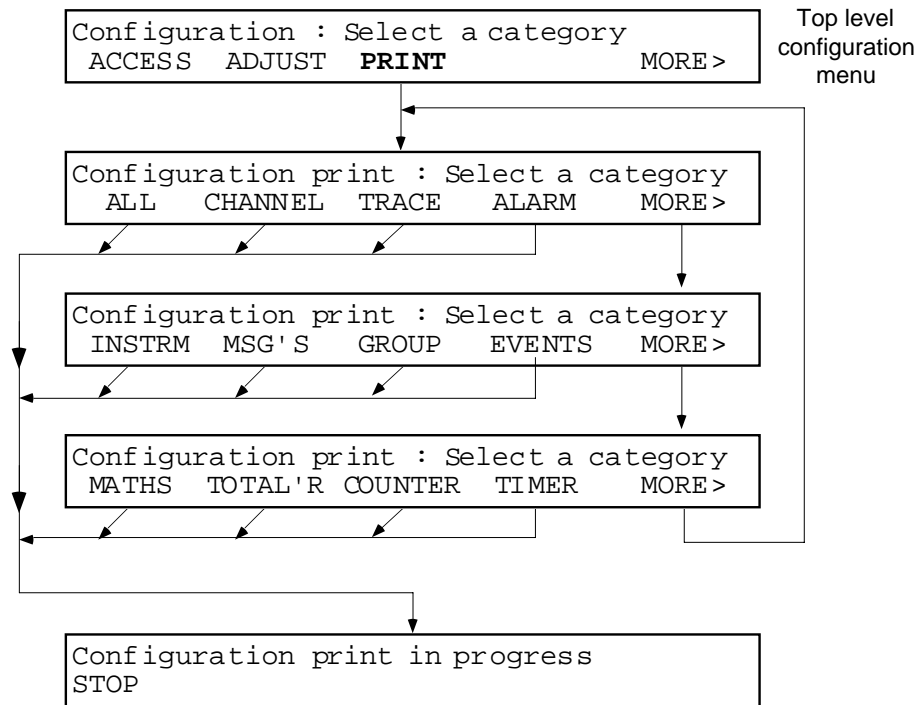 Configuration : Select a category
ACCESS ADJUST PRINT MORE>
Top level
configuration
menu
Configuration print : Select a category
ALL CHANNEL TRACE ALARM MORE>
Configuration print : Select a category
INSTRM MSG'S GROUP EVENTS MORE>
Configuration print : Select a category
MATHS TOTAL'R COUNTER TIMER MORE>
Configuration print in progress
STOP